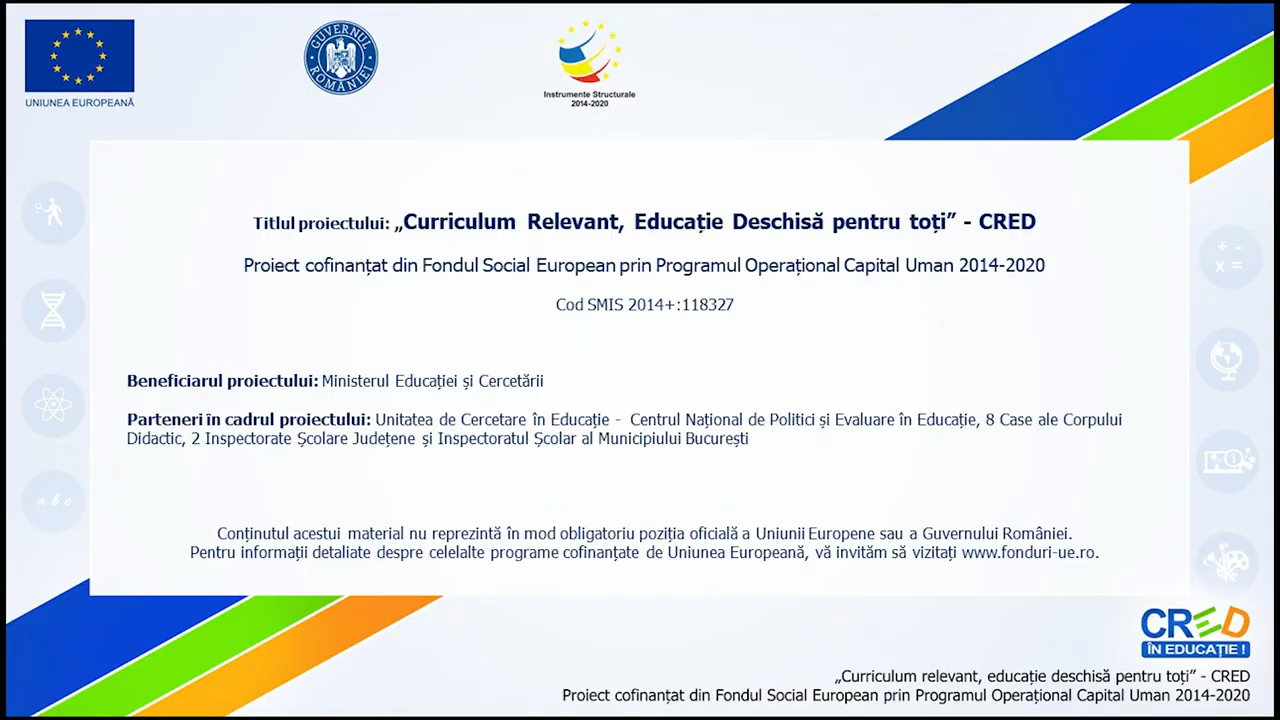 UNIUNEA EUROPEANĂ
GUVERNUL ROMÂNIEI
Instrumente Structurale
2014-2020
Titlul proiectului: „Curriculum Relevant, Educație Deschisă pentru toți” - CRED
Proiect cofinanțat din Fondul Social European prin Programul Operațional Capital Uman 2014-2020
Cod SMIS 2014+:118327
Beneficiarul proiectului: Ministerul Educației și Cercetării
Parteneri în cadrul proiectului: Unitatea de Cercetare în Educație - Centrul Național de Politici și Evaluare în Educație, 8 Case ale Corpului
Didactic, 2 Inspectorate Școlare Județene și Inspectoratul Școlar al Municipiului București
Conținutul acestui material nu reprezintă în mod obligatoriu poziția oficială a Uniunii Europene sau a Guvernului României.
Pentru informații detaliate despre celelalte programe cofinanțate de Uniunea Europeană, vă invităm să vizitați www.fonduri-ue.ro.
a b c
+ -
x =
CRED
ÎN EDUCAȚIE !
„Curriculum relevant, educație deschisă pentru toți” - CRED
Proiect cofinanțat din Fondul Social European prin Programul Operațional Capital Uman 2014-2020